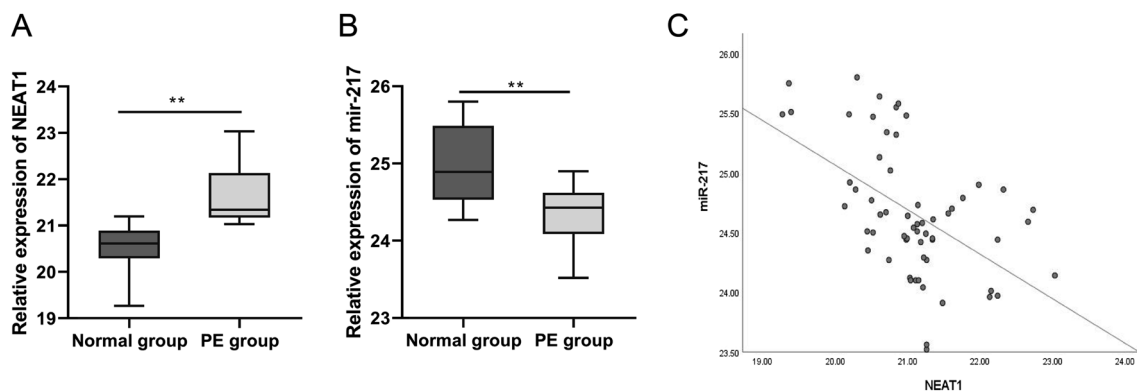 A
Relative expression of NEAT1
24
23
22
21
20
19
**
Normal group
PE group
B
Relative expression of mir-217
26
25
24
23
**
Normal group
PE group
C
miR-217
26.00
25.50
25.00
24.50
24.00
23.50
19.00
20.00
21.00
22.00
23.00
24.00
NEAT1